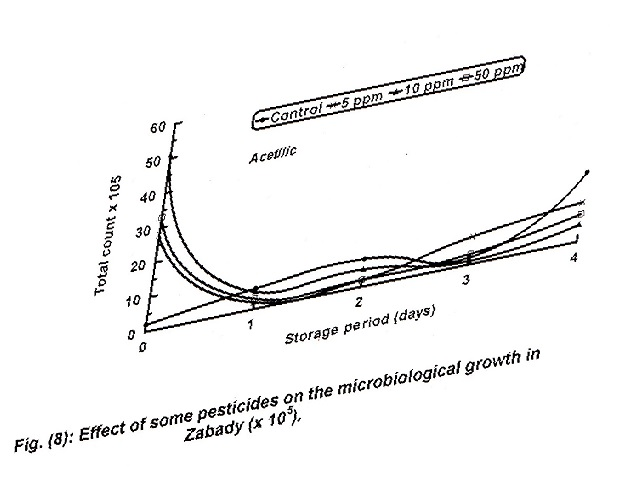 Control 5 ppm 10 ppm 50 ppm
Acetllic
Total count x 105
60
50
40
30
20
10
0
0 1 2 3 4
Storage period (days)
Fig. (8): Effect of some pesticides on the microbiological growth in
Zabady (x 10⁵).